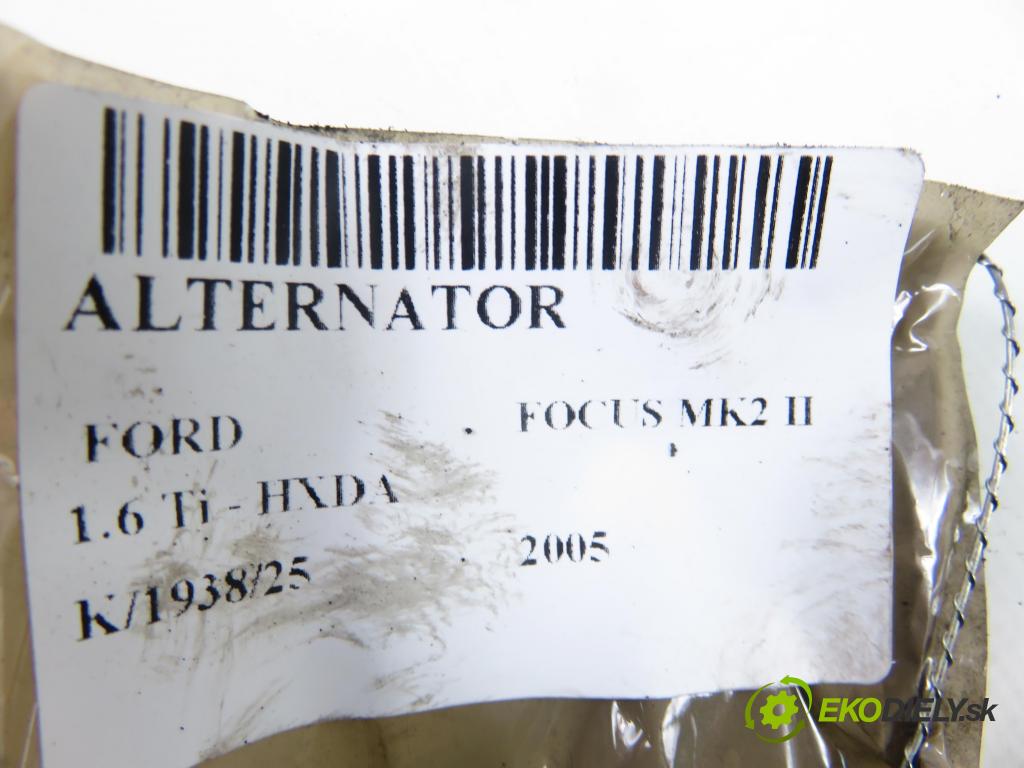 ALTERNATOR
FORD FOCUS MK2 II
1.6 Ti - HXDA
2005
K/1938/25
EKODIELY.sk